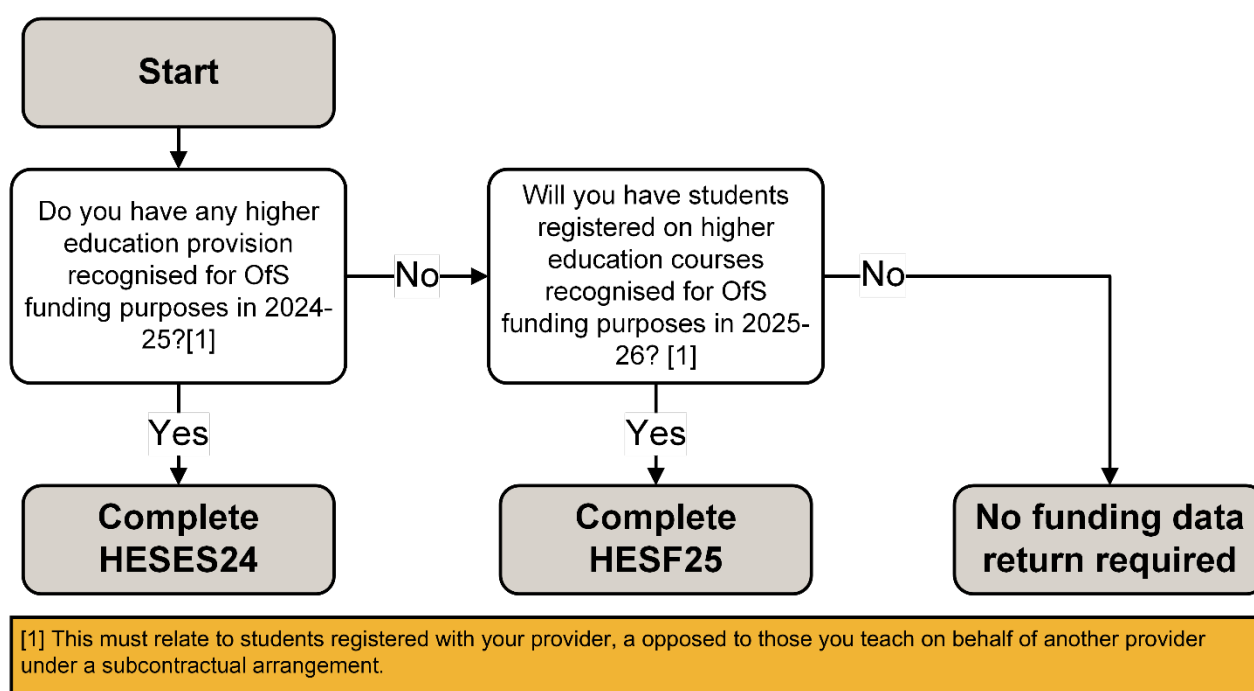 Start
Do you have any higher
education provision
recognised for OfS
funding purposes in 2024-
25?[1]
No
Will you have students
registered on higher
education courses
recognised for OfS
funding purposes in 2025-
26? [1]
No
Yes
Yes
Complete
HESES24
Complete
HESF25
No funding data
return required
[1] This must relate to students registered with your provider, a opposed to those you teach on behalf of another provider
under a subcontractual arrangement.